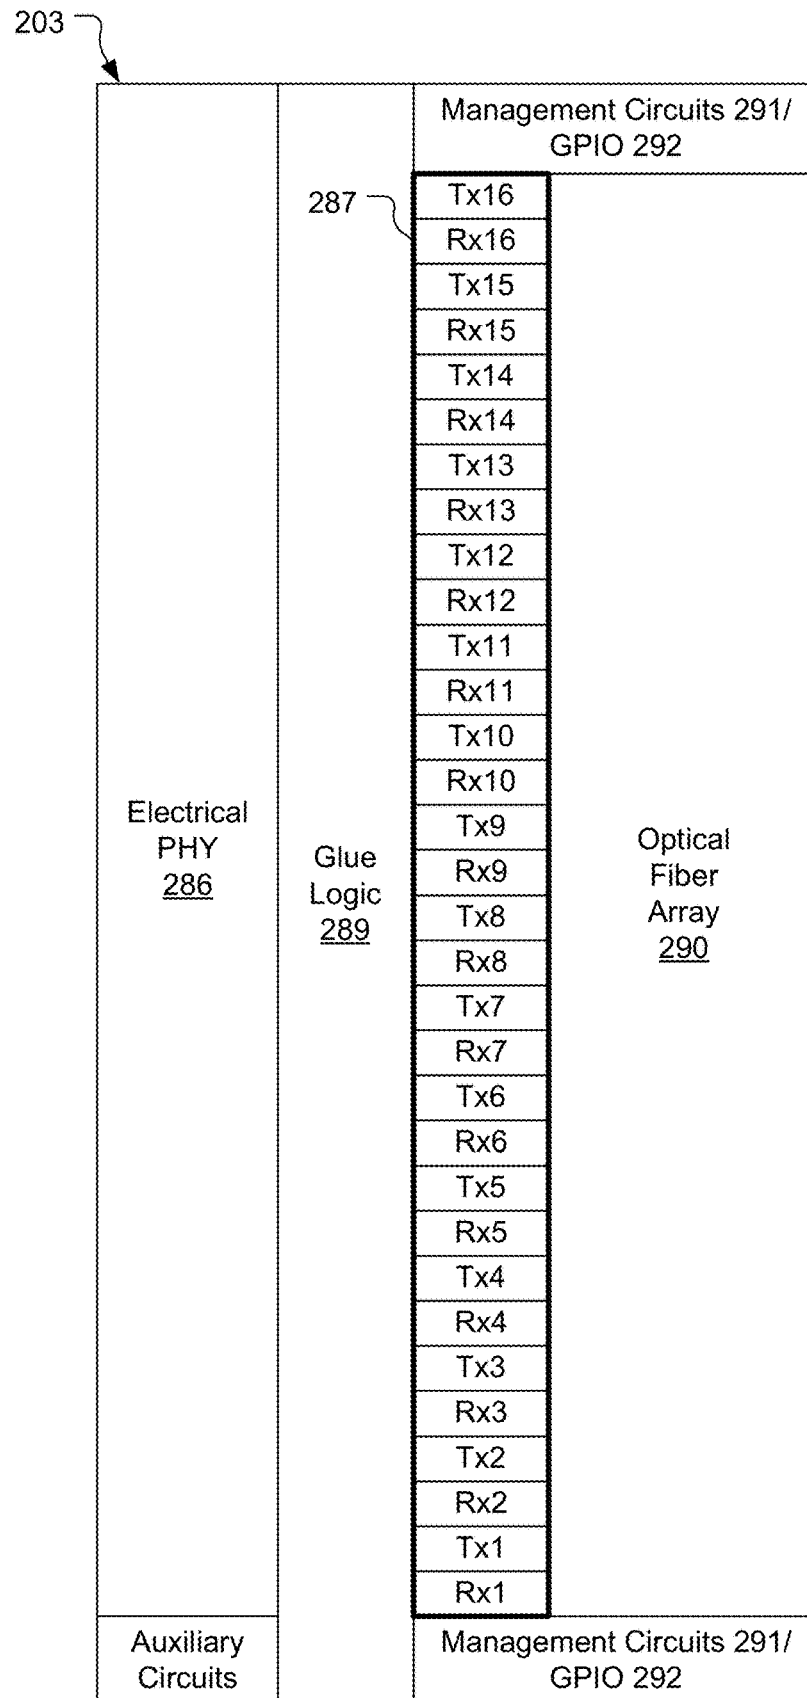 203
Management Circuits 291/
GPIO 292
287
Tx16
Rx16
Tx15
Rx15
Tx14
Rx14
Tx13
Rx13
Tx12
Rx12
Tx11
Rx11
Tx10
Rx10
Tx9
Rx9
Tx8
Rx8
Tx7
Rx7
Tx6
Rx6
Tx5
Rx5
Tx4
Rx4
Tx3
Rx3
Tx2
Rx2
Tx1
Rx1
Electrical
PHY
286
Glue
Logic
289
Optical
Fiber
Array
290
Auxiliary
Circuits
Management Circuits 291/
GPIO 292